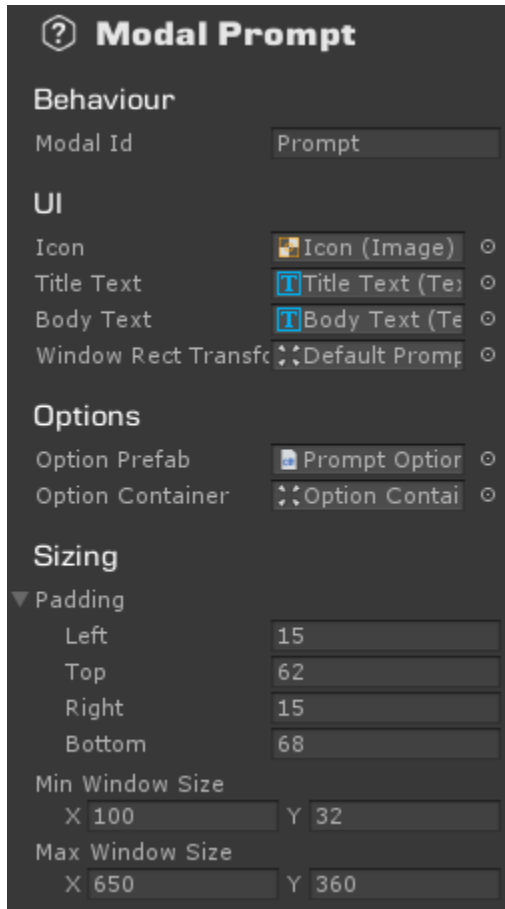 Modal Prompt
Behaviour
Modal Id Prompt
UI
Icon Icon (Image)
Title Text Title Text (Tex
Body Text Body Text (Te
Window Rect Transfo Default Promp
Options
Option Prefab Prompt Option
Option Container Option Contai
Sizing
Padding
Left 15
Top 62
Right 15
Bottom 68
Min Window Size
X 100 Y 32
Max Window Size
X 650 Y 360